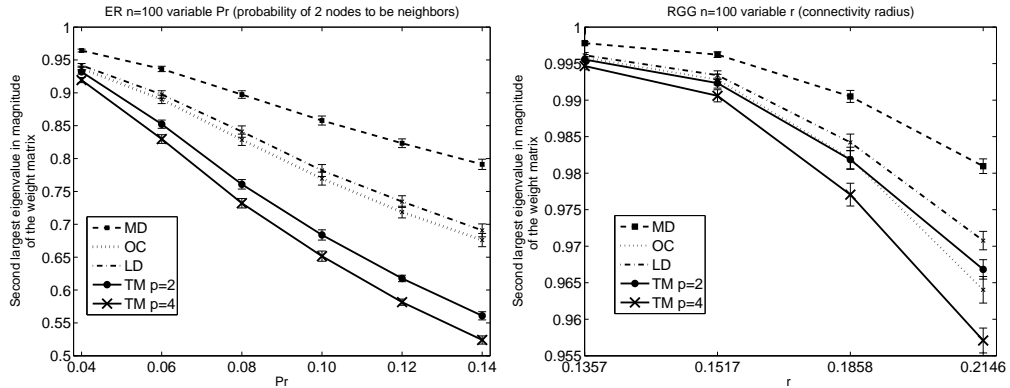 ER n=100 variable Pr (probability of 2 nodes to be neighbors)
Second largest eigenvalue in magnitude
of the weight matrix
1
0.95
0.9
0.85
0.8
0.75
0.7
0.65
0.6
0.55
0.5
MD
OC
LD
TM p=2
TM p=4
0.04
0.06
0.08
0.10
0.12
0.14
Pr
RGG n=100 variable r (connectivity radius)
Second largest eigenvalue in magnitude
of the weight matrix
1
0.995
0.99
0.985
0.98
0.975
0.97
0.965
0.96
0.955
MD
OC
LD
TM p=2
TM p=4
0.1357
0.1517
0.1858
0.2146
r